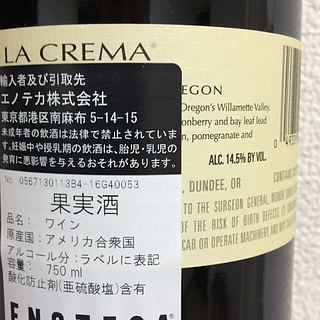 LA CREMA®
輸入者及び引取先
エノテカ株式会社
東京都港区南麻布 5-14-15
未成年者の飲酒は法律で禁止されています。
妊娠中や授乳期の飲酒は、胎児・乳児の
発育に悪影響を与えるおそれがあります。
No 0567130113B4-16G40053
果実酒
品名: ワイン
原産国: アメリカ合衆国
アルコール分: ラベルに表記
容量: 750 ml
酸化防止剤(亜硫酸塩)含有
ENOTECA
EGON
Oregon's Willamette Valley.
onberry and bay leaf lead
on, pomegranate and
ALC. 14.5% BY VOL.
, DUNDEE, OR
TO THE SURGEON GENERAL, WOMEN SHOULD
OF THE RISK OF BIRTH DEFECTS.
CAR OR OPERATE MACHINERY, AND MAY